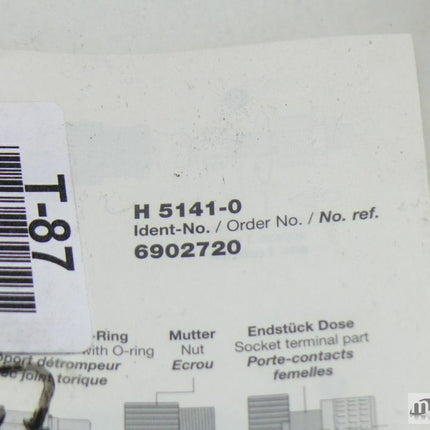 T-87
H 5141-0
Ident-No. / Order No. / No. ref.
6902720
-Ring
with O-ring
port détrompeur
joint torique
Mutter
Nut
Ecrou
Endstück Dose
Socket terminal part
Porte-contacts
femelles